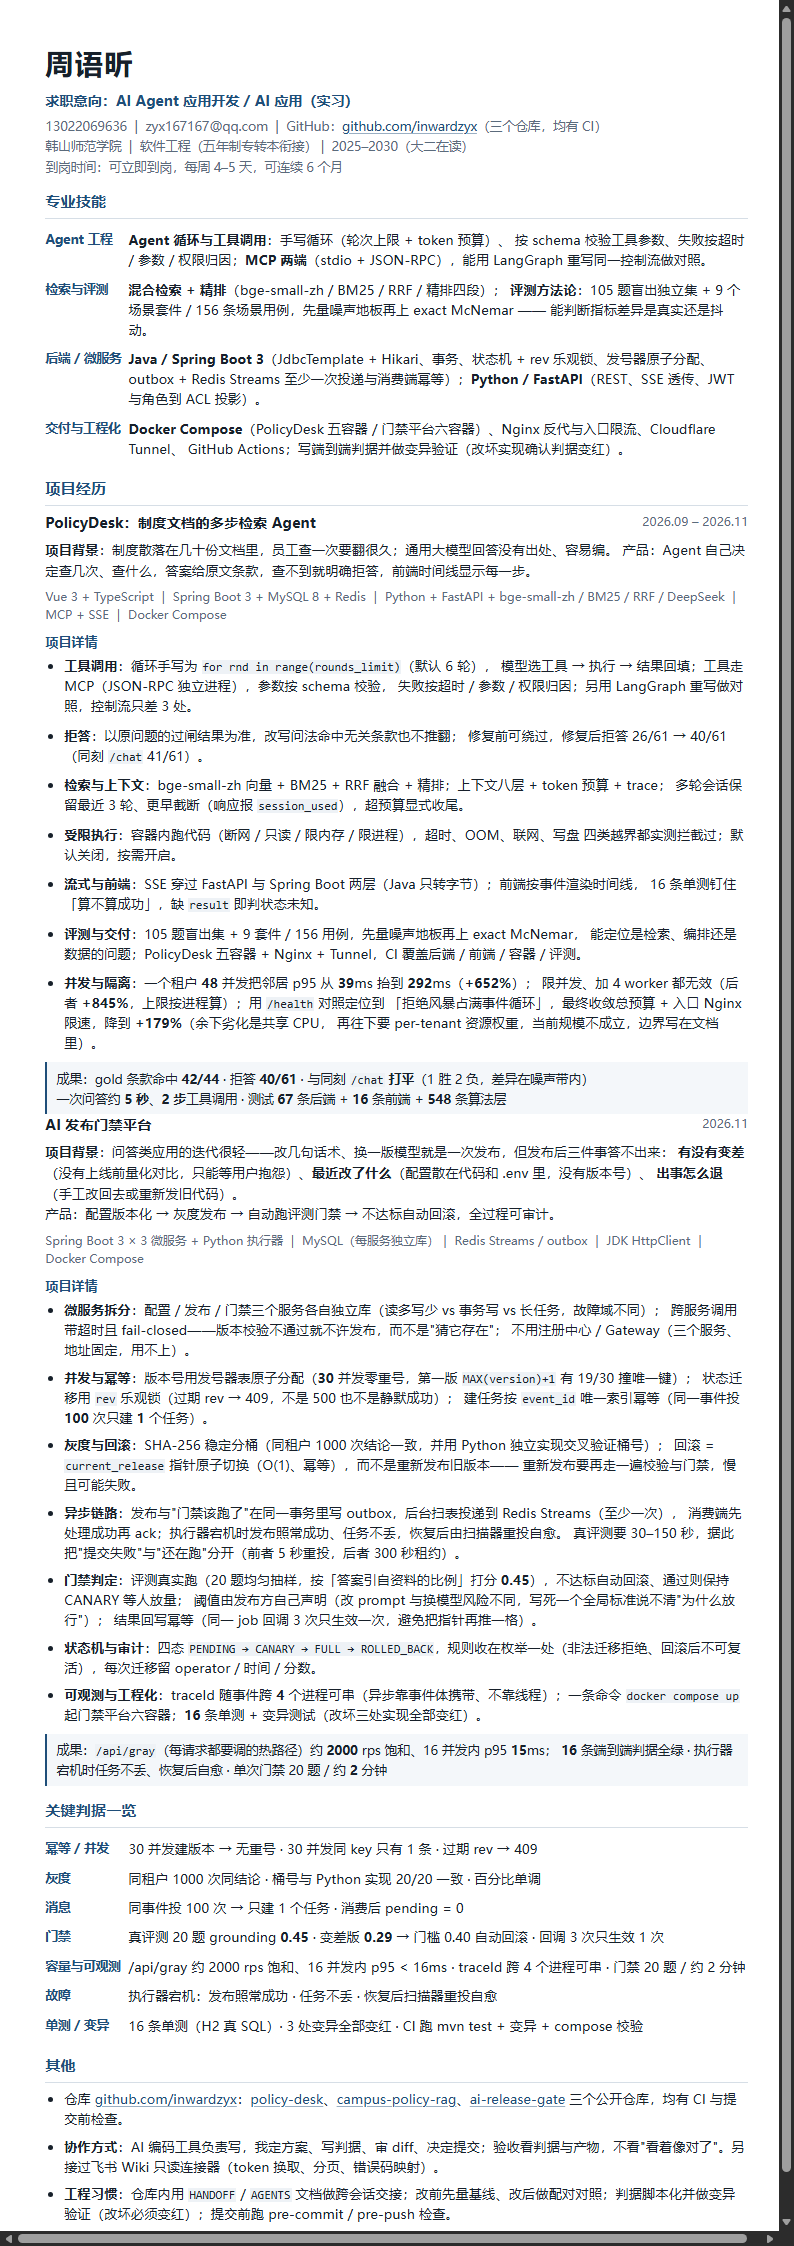 周语昕
求职意向：AI Agent 应用开发 / AI 应用（实习）
13022069636 | zyx167167@qq.com | GitHub：github.com/inwardzyx（三个仓库，均有 CI）
韩山师范学院 | 软件工程（五年制专转本衔接） | 2025–2030（大二在读）
到岗时间：可立即到岗，每周 4–5 天，可连续 6 个月
专业技能
Agent 工程 Agent 循环与工具调用：手写循环（轮次上限 + token 预算）、 按 schema 校验工具参数、失败按超时
/ 参数 / 权限归因；MCP 两端（stdio + JSON-RPC），能用 LangGraph 重写同一控制流做对照。
检索与评测 混合检索 + 精排（bge-small-zh / BM25 / RRF / 精排四段）； 评测方法论：105 题盲出独立集 + 9 个
场景套件 / 156 条场景用例，先量噪声地板再上 exact McNemar —— 能判断指标差异是真实还是抖
动。
后端 / 微服务 Java / Spring Boot 3（JdbcTemplate + Hikari、事务、状态机 + rev 乐观锁、发号器原子分配、
outbox + Redis Streams 至少一次投递与消费端幂等）；Python / FastAPI（REST、SSE 透传、JWT
与角色到 ACL 投影）。
交付与工程化 Docker Compose（PolicyDesk 五容器 / 门禁平台六容器）、Nginx 反代与入口限流、Cloudflare
Tunnel、 GitHub Actions；写端到端判据并做变异验证（改坏实现确认判据变红）。
项目经历
PolicyDesk：制度文档的多步检索 Agent 2026.09 – 2026.11
项目背景：制度散落在几十份文档里，员工查一次要翻很久；通用大模型回答没有出处、容易编。 产品：Agent 自己决
定查几次、查什么，答案给原文条款，查不到就明确拒答，前端时间线显示每一步。
Vue 3 + TypeScript | Spring Boot 3 + MySQL 8 + Redis | Python + FastAPI + bge-small-zh / BM25 / RRF / DeepSeek |
MCP + SSE | Docker Compose
项目详情
• 工具调用：循环手写为 for rnd in range(rounds_limit)（默认 6 轮）， 模型选工具 → 执行 → 结果回填；工具走
MCP（JSON-RPC 独立进程），参数按 schema 校验， 失败按超时 / 参数 / 权限归因；另用 LangGraph 重写做对
照，控制流只差 3 处。
• 拒答：以原问题的过闸结果为准，改写问法命中无关条款也不推翻； 修复前可绕过，修复后拒答 26/61 → 40/61
（同刻 /chat 41/61）。
• 检索与上下文：bge-small-zh 向量 + BM25 + RRF 融合 + 精排；上下文八层 + token 预算 + trace； 多轮会话保
留最近 3 轮、更早截断（响应报 session_used），超预算显式收尾。
• 受限执行：容器内跑代码（断网 / 只读 / 限内存 / 限进程），超时、OOM、联网、写盘 四类越界都实测拦截过；默
认关闭，按需开启。
• 流式与前端：SSE 穿过 FastAPI 与 Spring Boot 两层（Java 只转字节）；前端按事件渲染时间线， 16 条单测钉住
「算不算成功」，缺 result 即判状态未知。
• 评测与交付：105 题盲出集 + 9 套件 / 156 用例，先量噪声地板再上 exact McNemar， 能定位是检索、编排还是
数据的问题；PolicyDesk 五容器 + Nginx + Tunnel，CI 覆盖后端 / 前端 / 容器 / 评测。
• 并发与隔离：一个租户 48 并发把邻居 p95 从 39ms 抬到 292ms（+652%）； 限并发、加 4 worker 都无效（后
者 +845%，上限按进程算）；用 /health 对照定位到 「拒绝风暴占满事件循环」，最终收敛总预算 + 入口 Nginx
限速，降到 +179%（余下劣化是共享 CPU， 再往下要 per-tenant 资源权重，当前规模不成立，边界写在文档
里）。
成果：gold 条款命中 42/44 · 拒答 40/61 · 与同刻 /chat 打平（1 胜 2 负，差异在噪声带内）
一次问答约 5 秒、2 步工具调用 · 测试 67 条后端 + 16 条前端 + 548 条算法层
AI 发布门禁平台 2026.11
项目背景：问答类应用的迭代很轻——改几句话术、换一版模型就是一次发布，但发布后三件事答不出来： 有没有变差
（没有上线前量化对比，只能等用户抱怨）、最近改了什么（配置散在代码和 .env 里，没有版本号）、 出事怎么退
（手工改回去或重新发旧代码）。
产品：配置版本化 → 灰度发布 → 自动跑评测门禁 → 不达标自动回滚，全过程可审计。
Spring Boot 3 × 3 微服务 + Python 执行器 | MySQL（每服务独立库） | Redis Streams / outbox | JDK HttpClient |
Docker Compose
项目详情
• 微服务拆分：配置 / 发布 / 门禁三个服务各自独立库（读多写少 vs 事务写 vs 长任务，故障域不同）； 跨服务调用
带超时且 fail-closed——版本校验不通过就不许发布，而不是"猜它存在"； 不用注册中心 / Gateway（三个服务、
地址固定，用不上）。
• 并发与幂等：版本号用发号器表原子分配（30 并发零重号，第一版 MAX(version)+1 有 19/30 撞唯一键）； 状态迁
移用 rev 乐观锁（过期 rev → 409，不是 500 也不是静默成功）； 建任务按 event_id 唯一索引幂等（同一事件投
100 次只建 1 个任务）。
• 灰度与回滚：SHA-256 稳定分桶（同租户 1000 次结论一致，并用 Python 独立实现交叉验证桶号）； 回滚 =
current_release 指针原子切换（O(1)、幂等），而不是重新发布旧版本—— 重新发布要再走一遍校验与门禁，慢
且可能失败。
• 异步链路：发布与"门禁该跑了"在同一事务里写 outbox，后台扫表投递到 Redis Streams（至少一次）， 消费端先
处理成功再 ack；执行器宕机时发布照常成功、任务不丢，恢复后由扫描器重投自愈。 真评测要 30–150 秒，据此
把"提交失败"与"还在跑"分开（前者 5 秒重投，后者 300 秒租约）。
• 门禁判定：评测真实跑（20 题均匀抽样，按「答案引自资料的比例」打分 0.45），不达标自动回滚、通过则保持
CANARY 等人放量； 阈值由发布方自己声明（改 prompt 与换模型风险不同，写死一个全局标准说不清"为什么放
行"）； 结果回写幂等（同一 job 回调 3 次只生效一次，避免把指针再推一格）。
• 状态机与审计：四态 PENDING → CANARY → FULL → ROLLED_BACK，规则收在枚举一处（非法迁移拒绝、回滚后不可复
活），每次迁移留 operator / 时间 / 分数。
• 可观测与工程化：traceId 随事件跨 4 个进程可串（异步靠事件体携带、不靠线程）；一条命令 docker compose up
起门禁平台六容器；16 条单测 + 变异测试（改坏三处实现全部变红）。
成果：/api/gray（每请求都要调的热路径）约 2000 rps 饱和、16 并发内 p95 15ms； 16 条端到端判据全绿 · 执行器
宕机时任务不丢、恢复后自愈 · 单次门禁 20 题 / 约 2 分钟
关键判据一览
幂等 / 并发 30 并发建版本 → 无重号 · 30 并发同 key 只有 1 条 · 过期 rev → 409
灰度 同租户 1000 次同结论 · 桶号与 Python 实现 20/20 一致 · 百分比单调
消息 同事件投 100 次 → 只建 1 个任务 · 消费后 pending = 0
门禁 真评测 20 题 grounding 0.45 · 变差版 0.29 → 门槛 0.40 自动回滚 · 回调 3 次只生效 1 次
容量与可观测 /api/gray 约 2000 rps 饱和、16 并发内 p95 < 16ms · traceId 跨 4 个进程可串 · 门禁 20 题 / 约 2 分钟
故障 执行器宕机：发布照常成功 · 任务不丢 · 恢复后扫描器重投自愈
单测 / 变异 16 条单测（H2 真 SQL）· 3 处变异全部变红 · CI 跑 mvn test + 变异 + compose 校验
其他
• 仓库 github.com/inwardzyx：policy-desk、campus-policy-rag、ai-release-gate 三个公开仓库，均有 CI 与提
交前检查。
• 协作方式：AI 编码工具负责写，我定方案、写判据、审 diff、决定提交；验收看判据与产物，不看"看着像对了"。另
接过飞书 Wiki 只读连接器（token 换取、分页、错误码映射）。
• 工程习惯：仓库内用 HANDOFF / AGENTS 文档做跨会话交接；改前先量基线、改后做配对对照；判据脚本化并做变异
验证（改坏必须变红）；提交前跑 pre-commit / pre-push 检查。